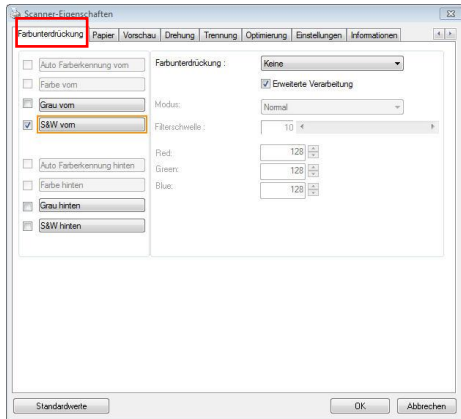 Scanner-Eigenschaften
Farbunterdrückung Papier Vorschau Drehung Trennung Optimierung Einstellungen Informationen
Auto Farberkennung vorn
Farbe vorn
Grau vorn
S&W vorn
Auto Farberkennung hinten
Farbe hinten
Grau hinten
S&W hinten
Farbunterdrückung : Keine
Erweiterte Verarbeitung
Modus: Normal
Filterschwelle : 10
Red: 128
Green: 128
Blue: 128
Standardwerte OK Abbrechen